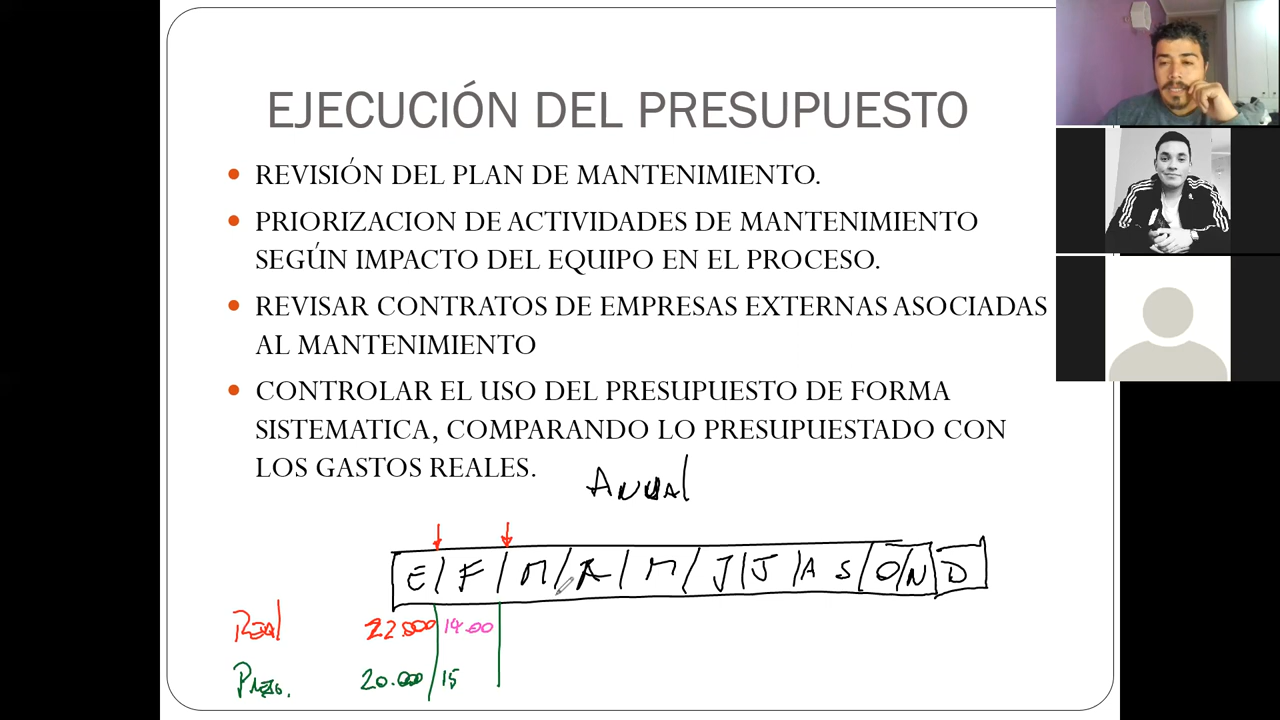 EJECUCIÓN DEL PRESUPUESTO
• REVISIÓN DEL PLAN DE MANTENIMIENTO.
• PRIORIZACION DE ACTIVIDADES DE MANTENIMIENTO
SEGÚN IMPACTO DEL EQUIPO EN EL PROCESO.
• REVISAR CONTRATOS DE EMPRESAS EXTERNAS ASOCIADAS
AL MANTENIMIENTO
• CONTROLAR EL USO DEL PRESUPUESTO DE FORMA
SISTEMATICA, COMPARANDO LO PRESUPUESTADO CON
LOS GASTOS REALES.
Anual
E F M A M J J A S O N D
Real 22.000 14.00
20.000 15